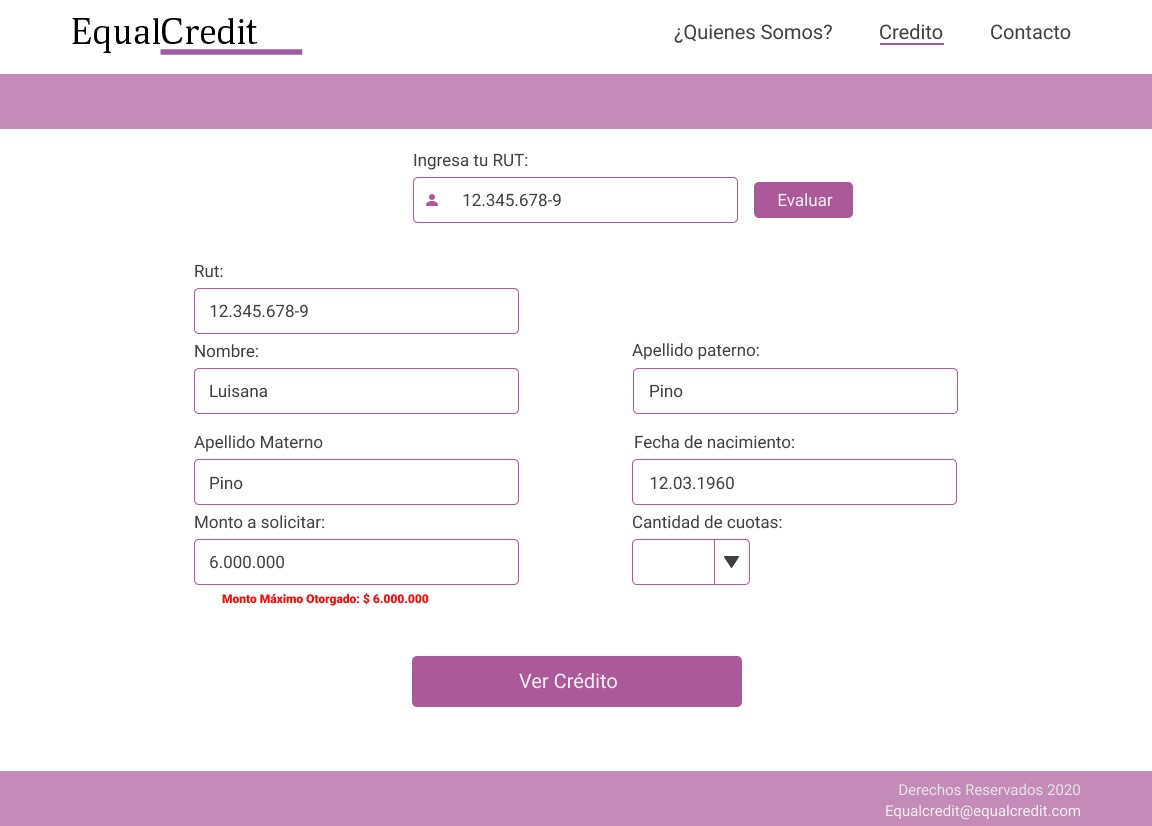 EqualCredit
¿Quienes Somos? Credito Contacto
Ingresa tu RUT:
12.345.678-9 Evaluar
Rut:
12.345.678-9
Nombre: Apellido paterno:
Luisana Pino
Apellido Materno Fecha de nacimiento:
Pino 12.03.1960
Monto a solicitar: Cantidad de cuotas:
6.000.000
Monto Máximo Otorgado: $ 6.000.000
Ver Crédito
Derechos Reservados 2020
Equalcredit@equalcredit.com